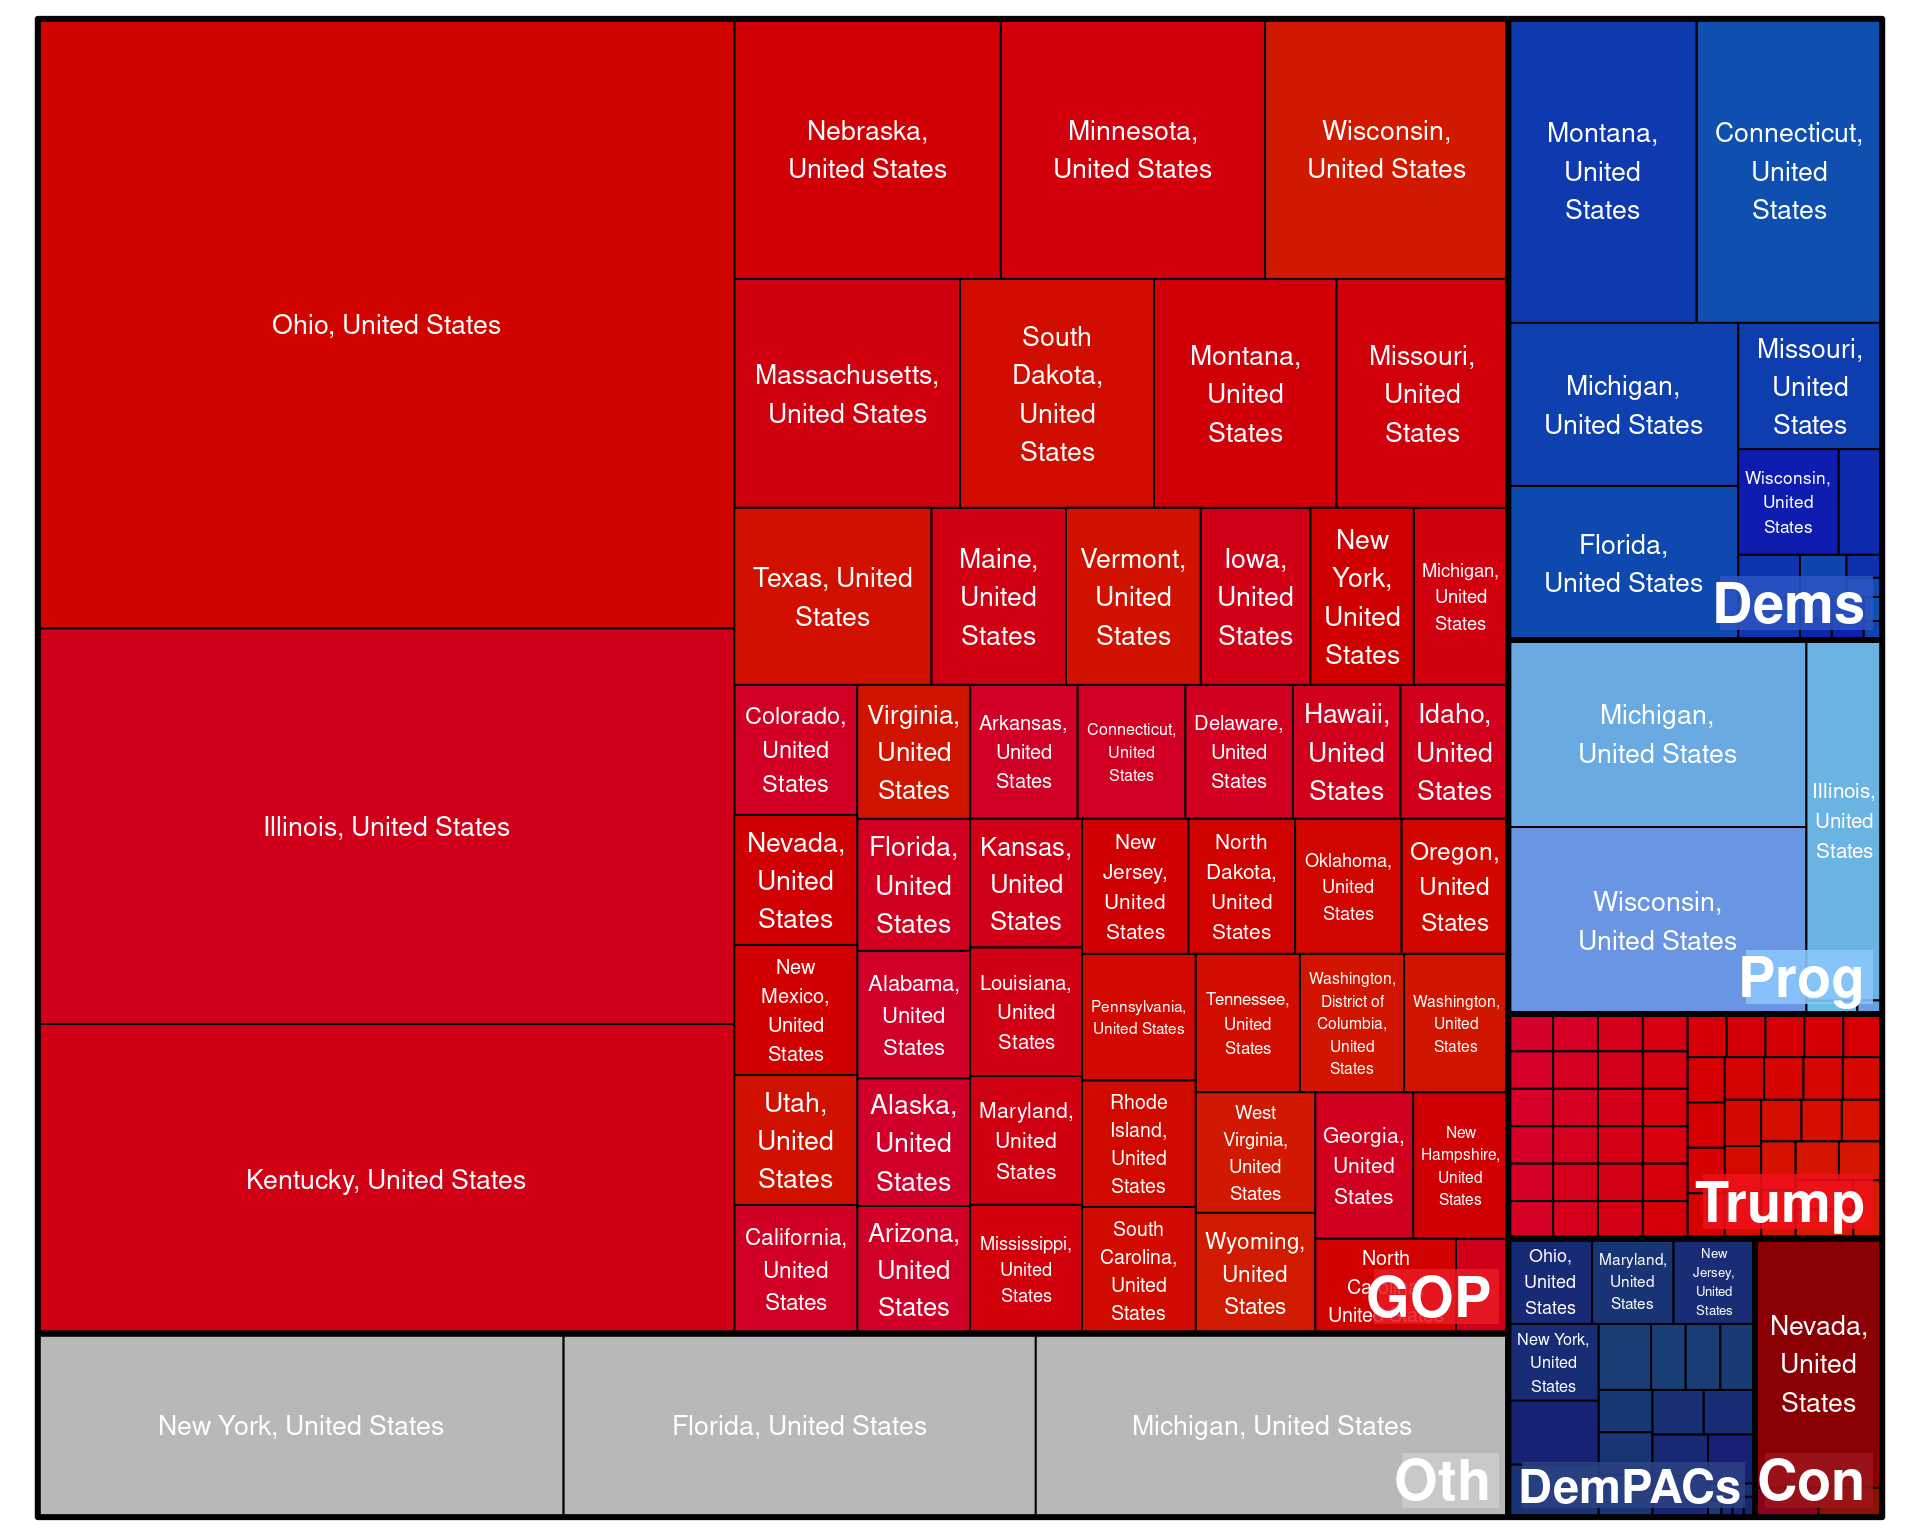 Ohio, United States
Illinois, United States
Kentucky, United States
Nebraska,
United States
Minnesota,
United States
Wisconsin,
United States
Massachusetts,
United States
South
Dakota,
United
States
Montana,
United
States
Missouri,
United
States
Texas, United
States
Maine,
United
States
Vermont,
United
States
Iowa,
United
States
New
York,
United
States
Michigan,
United
States
Colorado,
United
States
Virginia,
United
States
Arkansas,
United
States
Connecticut,
United
States
Delaware,
United
States
Hawaii,
United
States
Idaho,
United
States
Nevada,
United
States
Florida,
United
States
Kansas,
United
States
New
Jersey,
United
States
North
Dakota,
United
States
Oklahoma,
United
States
Oregon,
United
States
New
Mexico,
United
States
Alabama,
United
States
Louisiana,
United
States
Pennsylvania,
United States
Tennessee,
United
States
Washington,
District of
Columbia,
United
States
Washington,
United
States
Utah,
United
States
Alaska,
United
States
Maryland,
United
States
Rhode
Island,
United
States
West
Virginia,
United
States
Georgia,
United
States
New
Hampshire,
United
States
California,
United
States
Arizona,
United
States
Mississippi,
United
States
South
Carolina,
United
States
Wyoming,
United
States
North
Carolina,
United States
GOP
New York, United States
Florida, United States
Michigan, United States
Oth
Montana,
United
States
Connecticut,
United
States
Michigan,
United States
Missouri,
United
States
Wisconsin,
United
States
Florida,
United States
Dems
Michigan,
United States
Illinois,
United
States
Wisconsin,
United States
Prog
Trump
Ohio,
United
States
Maryland,
United
States
New
Jersey,
United
States
New York,
United
States
DemPACs
Nevada,
United
States
Con